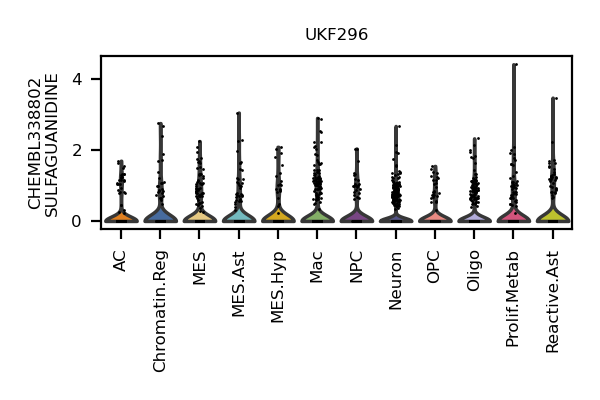 UKF296
CHEMBL338802
SULFAGUANIDINE
4
2
0
AC
Chromatin.Reg
MES
MES.Ast
MES.Hyp
Mac
NPC
Neuron
OPC
Oligo
Prolif.Metab
Reactive.Ast